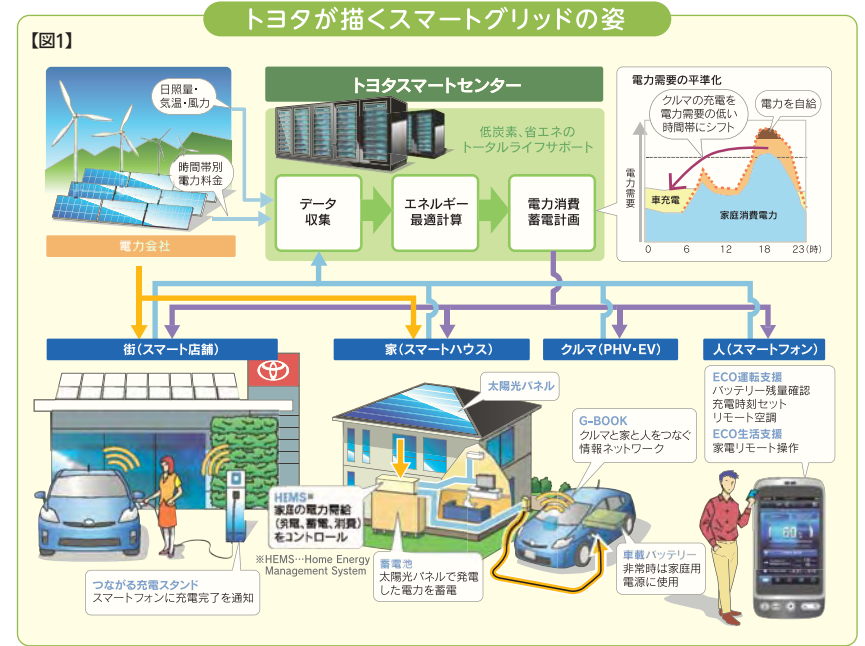 トヨタが描くスマートグリッドの姿
【図1】
日照量・
気温・風力
時間帯別
電力料金
電力会社
トヨタスマートセンター
低炭素、省エネの
トータルライフサポート
データ
収集
エネルギー
最適計算
電力消費
蓄電計画
電力需要の平準化
クルマの充電を
電力需要の低い
時間帯にシフト
電力を自給
電力需要
車充電
家庭消費電力
0 6 12 18 23(時)
街(スマート店舗)
家(スマートハウス)
クルマ(PHV・EV)
人(スマートフォン)
太陽光パネル
G-BOOK
クルマと家と人をつなぐ
情報ネットワーク
ECO運転支援
バッテリー残量確認
充電時刻セット
リモート空調
ECO生活支援
家電リモート操作
HEMS※
家庭の電力需給
(発電、蓄電、消費)
をコントロール
※HEMS…Home Energy
Management System
蓄電池
太陽光パネルで発電
した電力を蓄電
車載バッテリー
非常時は家庭用
電源に使用
つながる充電スタンド
スマートフォンに充電完了を通知